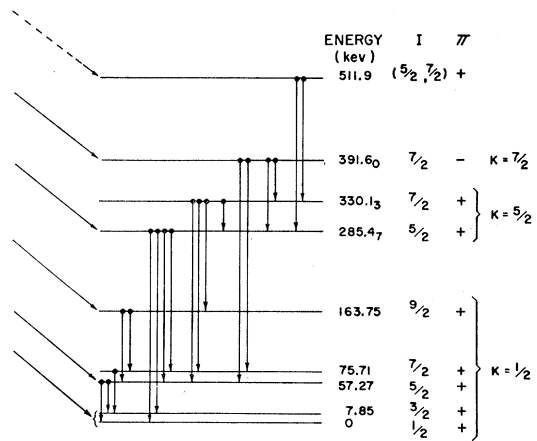 ENERGY I π
(kev)
511.9 (5/2, 7/2) +
391.6₀ 7/2 − K = 7/2
330.1₃ 7/2 +
K = 5/2
285.4₇ 5/2 +
163.75 9/2 +
75.71 7/2 +
K = 1/2
57.27 5/2 +
7.85 3/2 +
0 1/2 +